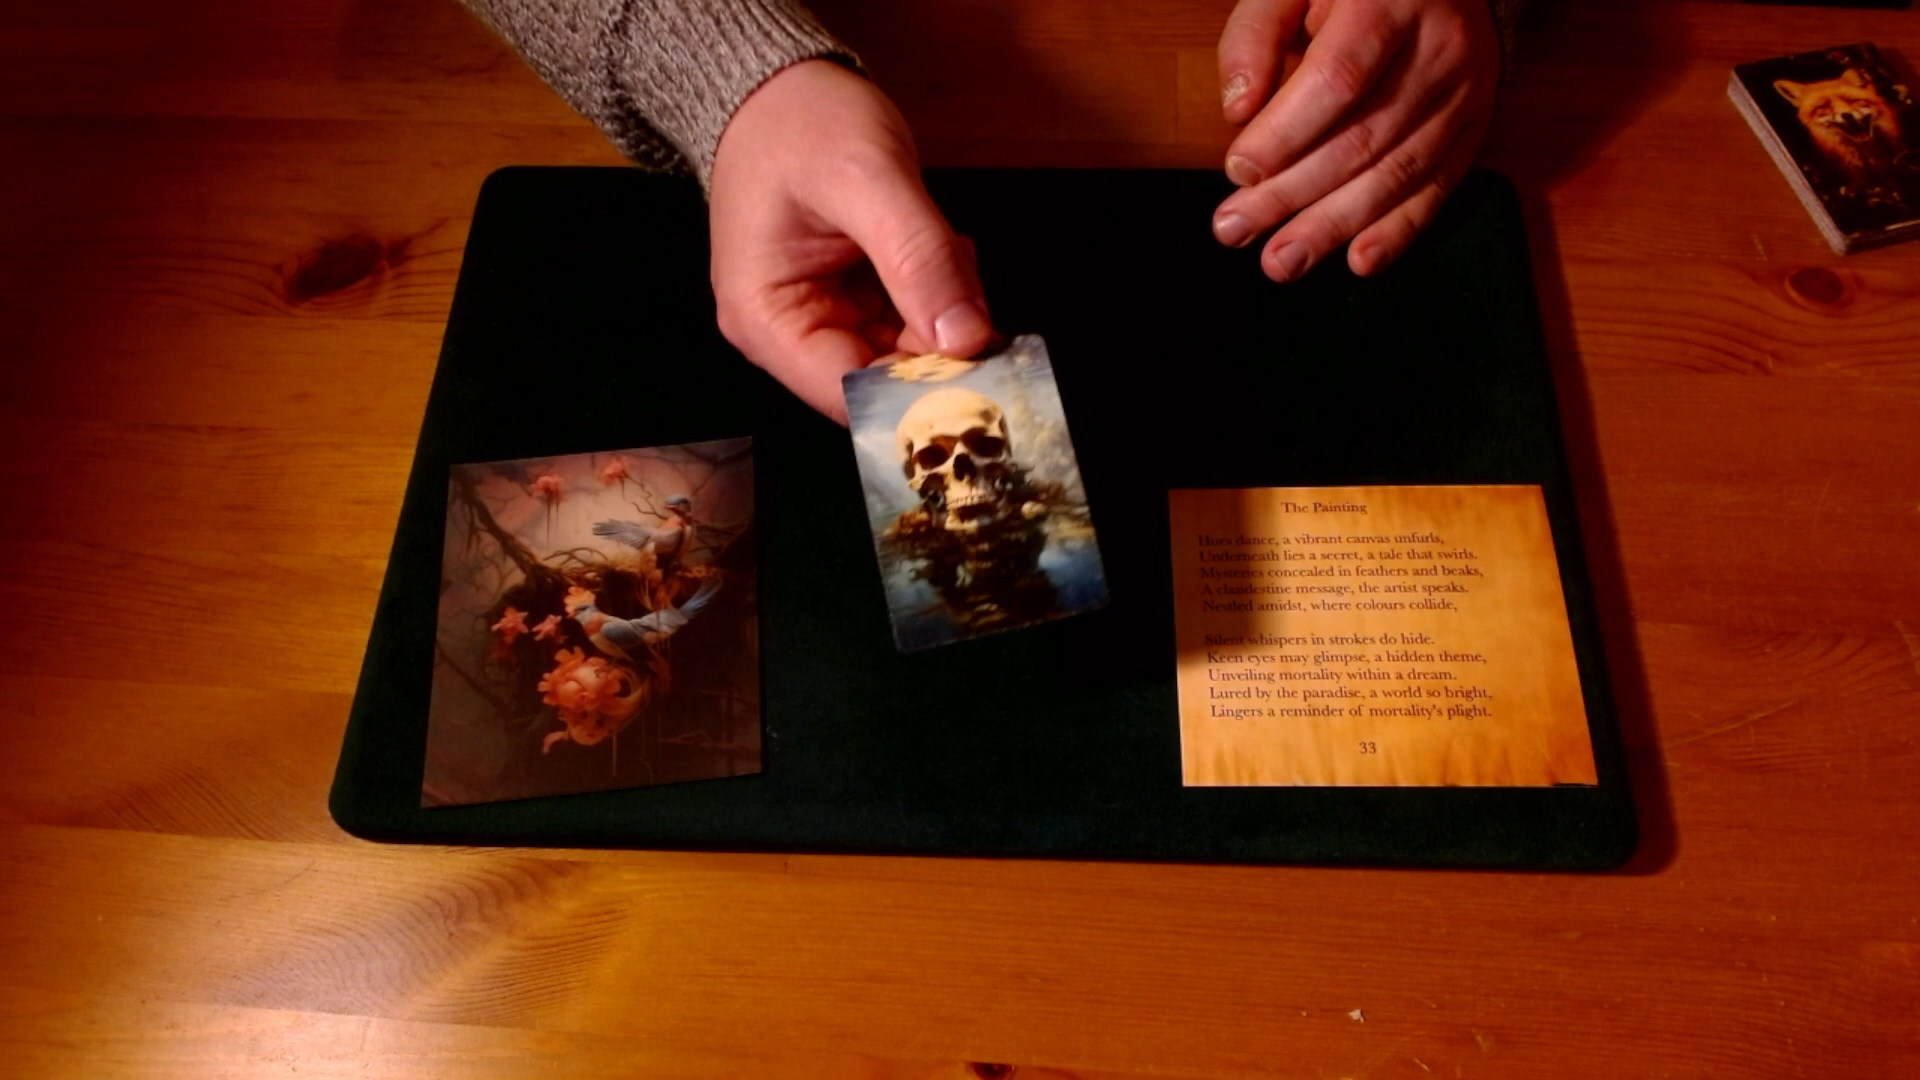 The Painting
Hues dance, a vibrant canvas unfurls,
Underneath lies a secret, a tale that swirls.
Mysteries concealed in feathers and beaks,
A clandestine message, the artist speaks.
Nestled amidst, where colours collide,
Silent whispers in strokes do hide.
Keen eyes may glimpse, a hidden theme,
Unveiling mortality within a dream.
Lured by the paradise, a world so bright,
Lingers a reminder of mortality's plight.
33